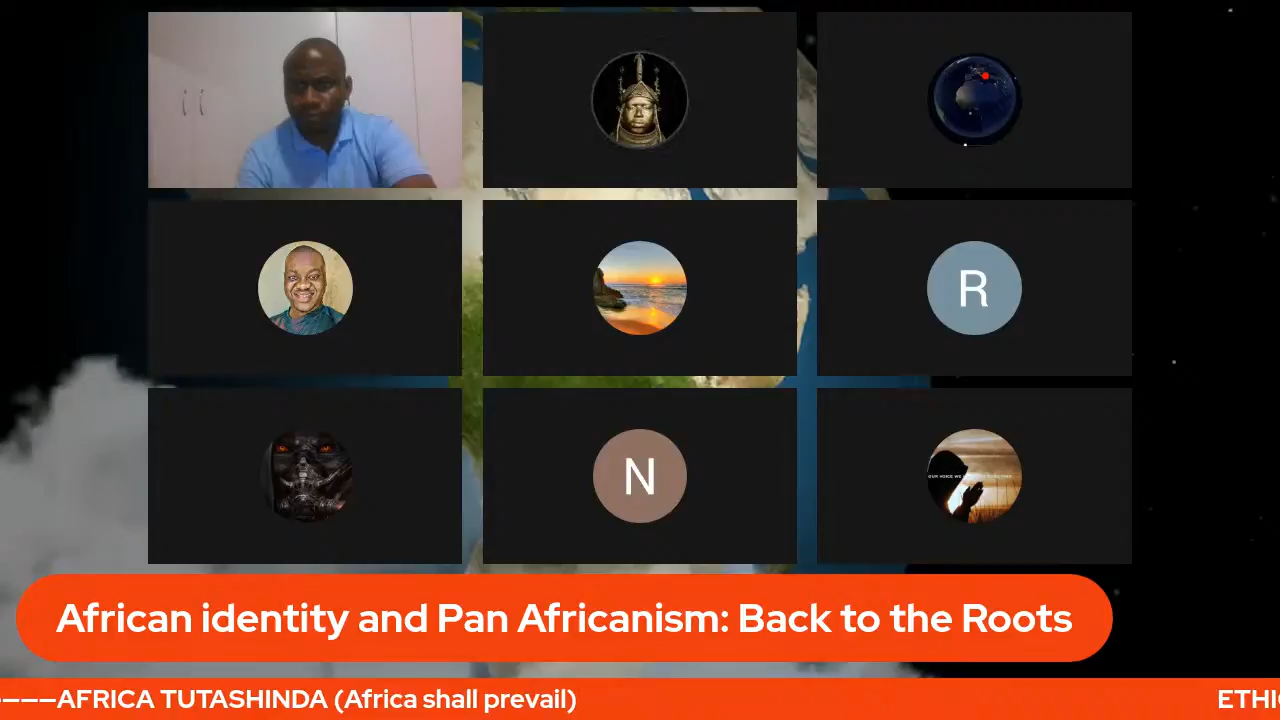 R
N
African identity and Pan Africanism: Back to the Roots
––––AFRICA TUTASHINDA (Africa shall prevail)